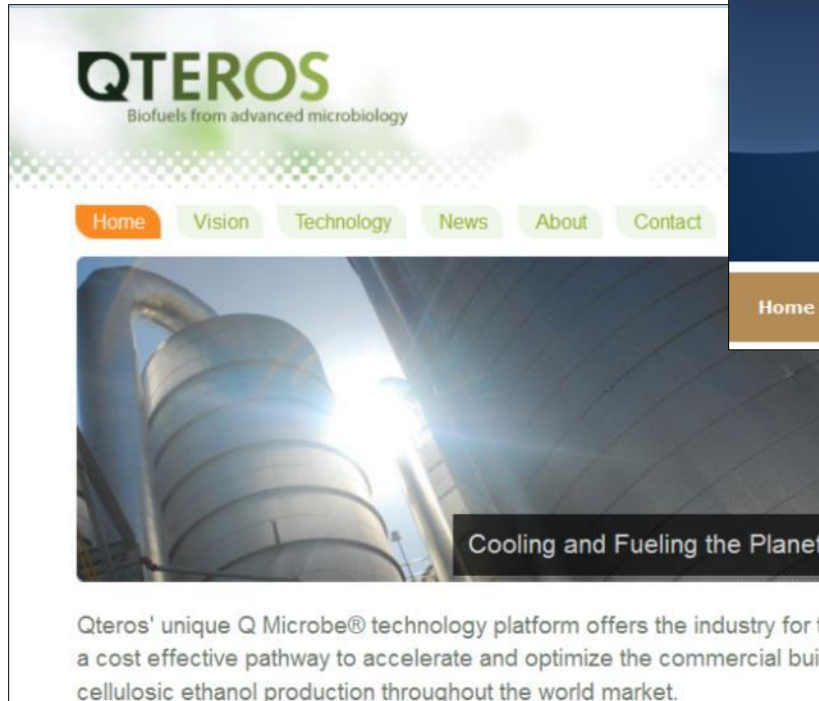 QTEROS
Biofuels from advanced microbiology
Home Vision Technology News About Contact
Home
Cooling and Fueling the Planet
Qteros' unique Q Microbe® technology platform offers the industry for
a cost effective pathway to accelerate and optimize the commercial
cellulosic ethanol production throughout the world market.